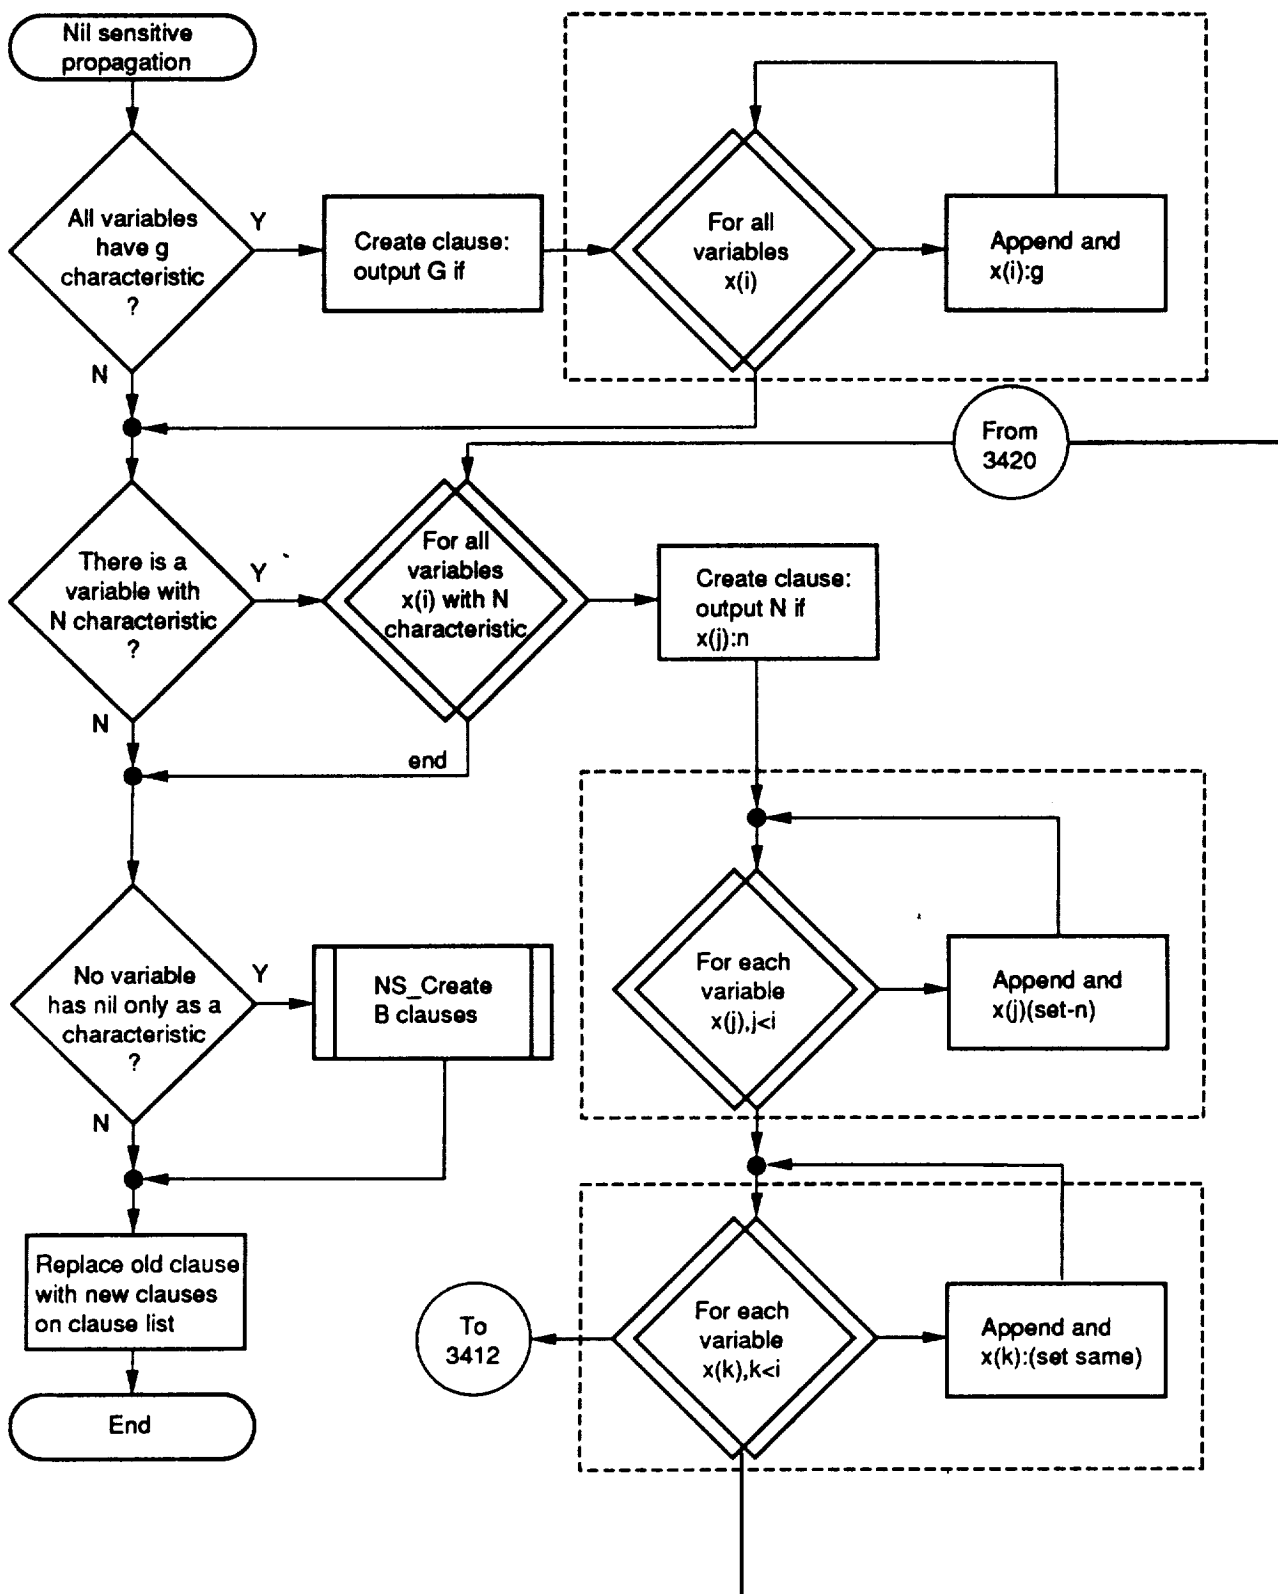 Nil sensitive
propagation
All variables
have g
characteristic
?
Y
N
Create clause:
output G if
For all
variables
x(i)
Append and
x(i):g
From
3420
There is a
variable with
N characteristic
?
Y
N
For all
variables
x(i) with N
characteristic
end
Create clause:
output N if
x(j):n
For each
variable
x(j),j<i
Append and
x(j)(set-n)
No variable
has nil only as a
characteristic
?
Y
N
NS_Create
B clauses
Replace old clause
with new clauses
on clause list
End
To
3412
For each
variable
x(k),k<i
Append and
x(k):(set same)